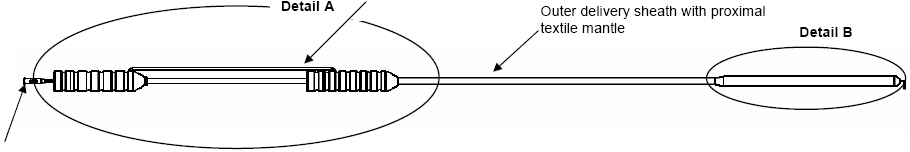 Detail A
Outer delivery sheath with proximal
textile mantle
Detail B